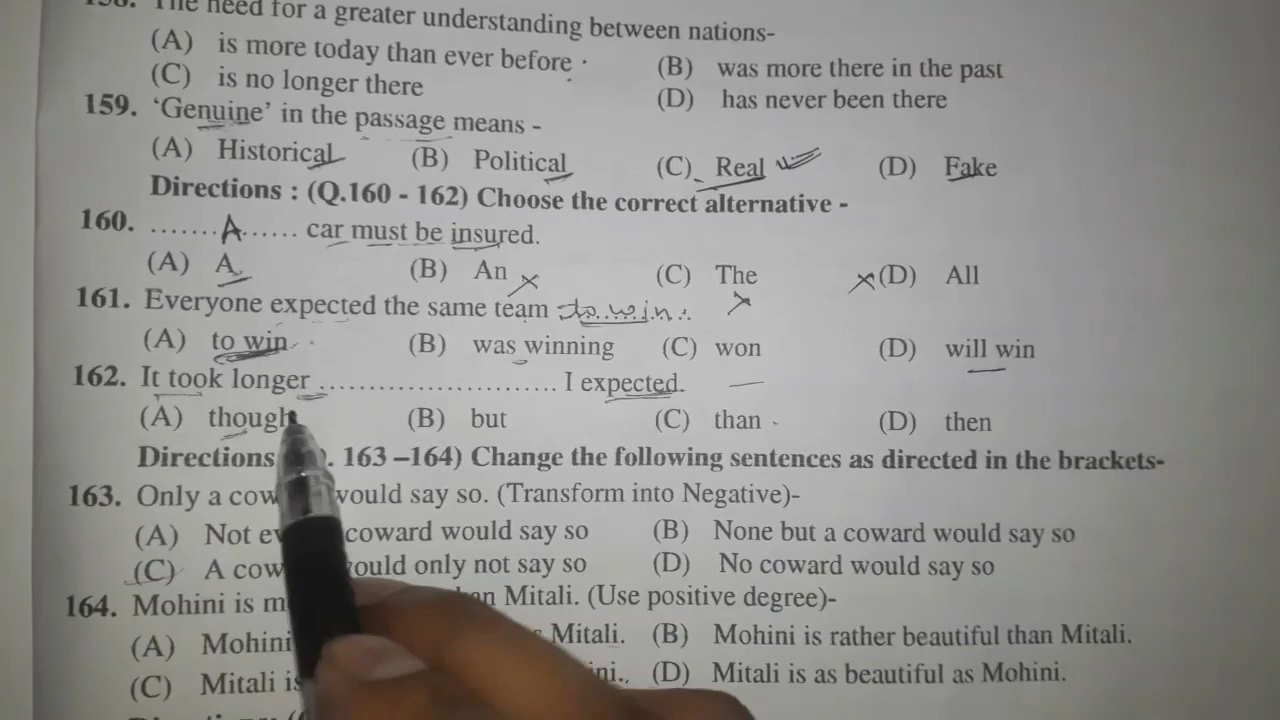 158. The need for a greater understanding between nations-
(A) is more today than ever before (B) was more there in the past
(C) is no longer there (D) has never been there
159. 'Genuine' in the passage means -
(A) Historical (B) Political (C) Real (D) Fake
Directions : (Q.160 - 162) Choose the correct alternative -
160. .......A...... car must be insured.
(A) A (B) An (C) The (D) All
161. Everyone expected the same team to win
(A) to win (B) was winning (C) won (D) will win
162. It took longer .......................... I expected.
(A) though (B) but (C) than (D) then
Directions . 163 –164) Change the following sentences as directed in the brackets-
163. Only a would say so. (Transform into Negative)-
(A) Not coward would say so (B) None but a coward would say so
(C) A only not say so (D) No coward would say so
164. Mohini is Mitali. (Use positive degree)-
(A) Mohini Mitali. (B) Mohini is rather beautiful than Mitali.
(C) Mitali (D) Mitali is as beautiful as Mohini.